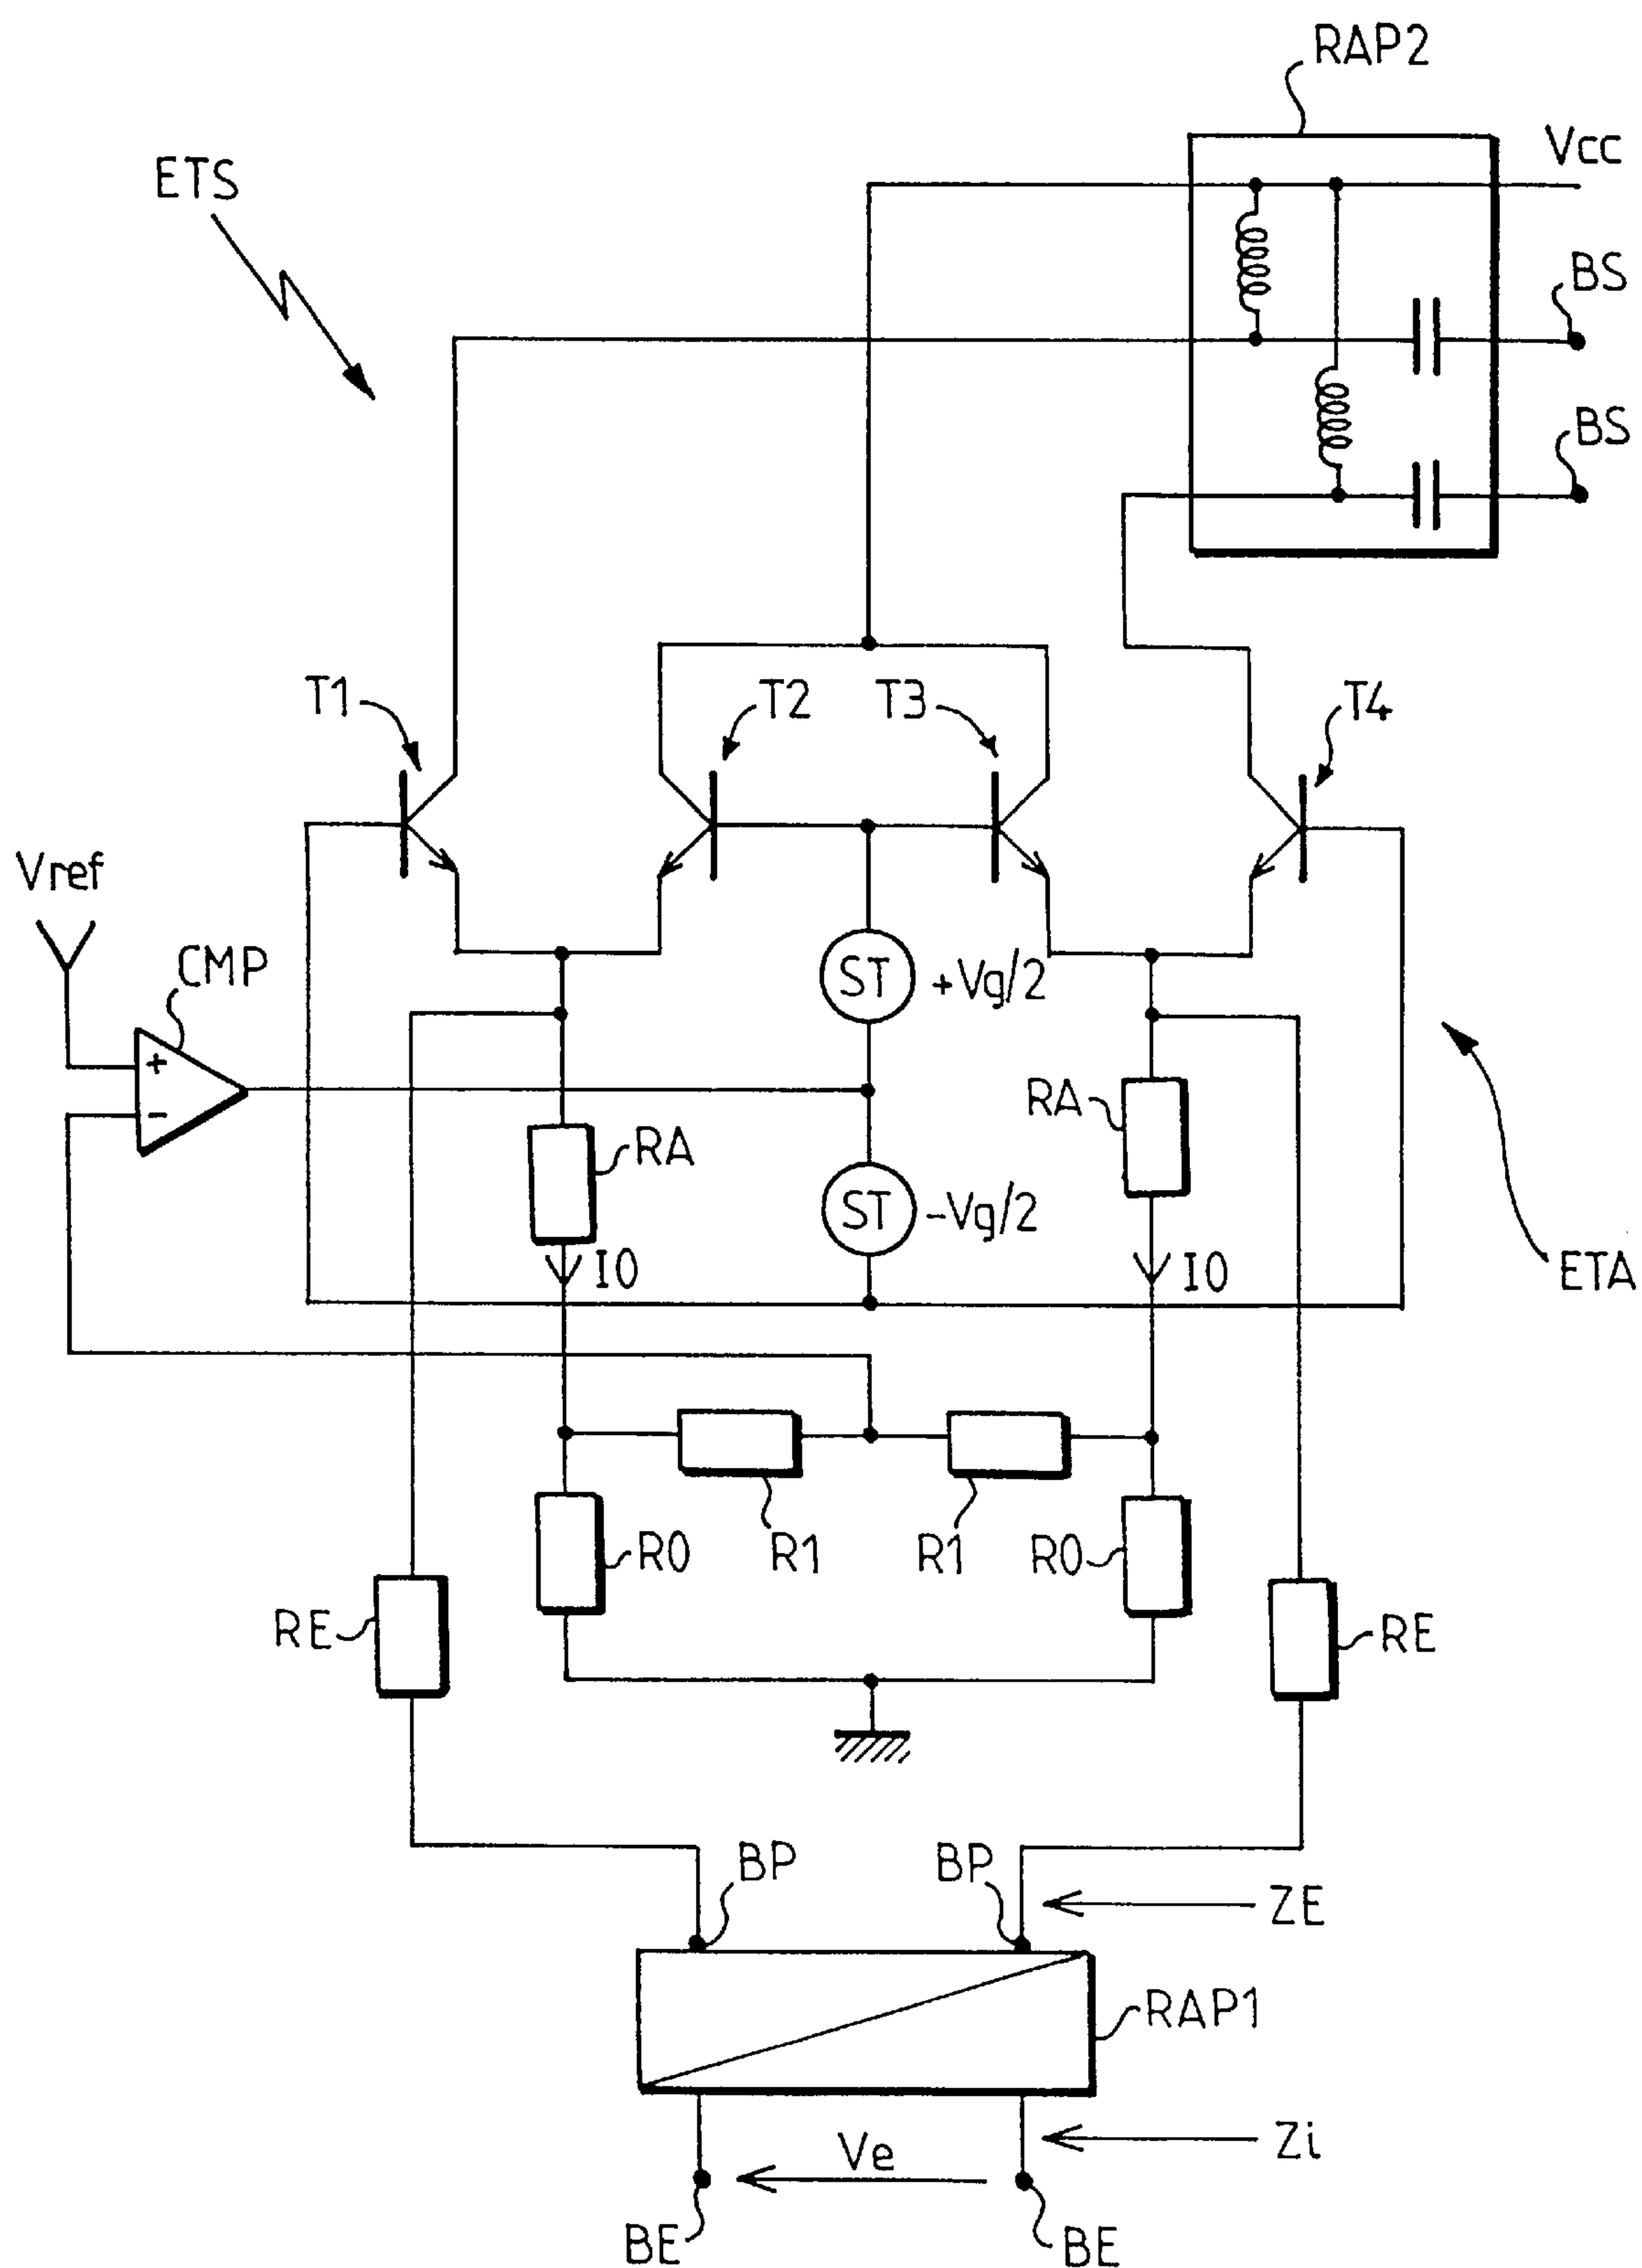 RAP2
Vcc
ETS
BS
BS
T1
T2
T3
T4
Vref
CMP
+
-
ST
+Vg/2
RA
RA
ST
-Vg/2
I0
I0
ETA
R0
R1
R1
R0
RE
RE
BP
BP
ZE
RAP1
Ve
Zi
BE
BE